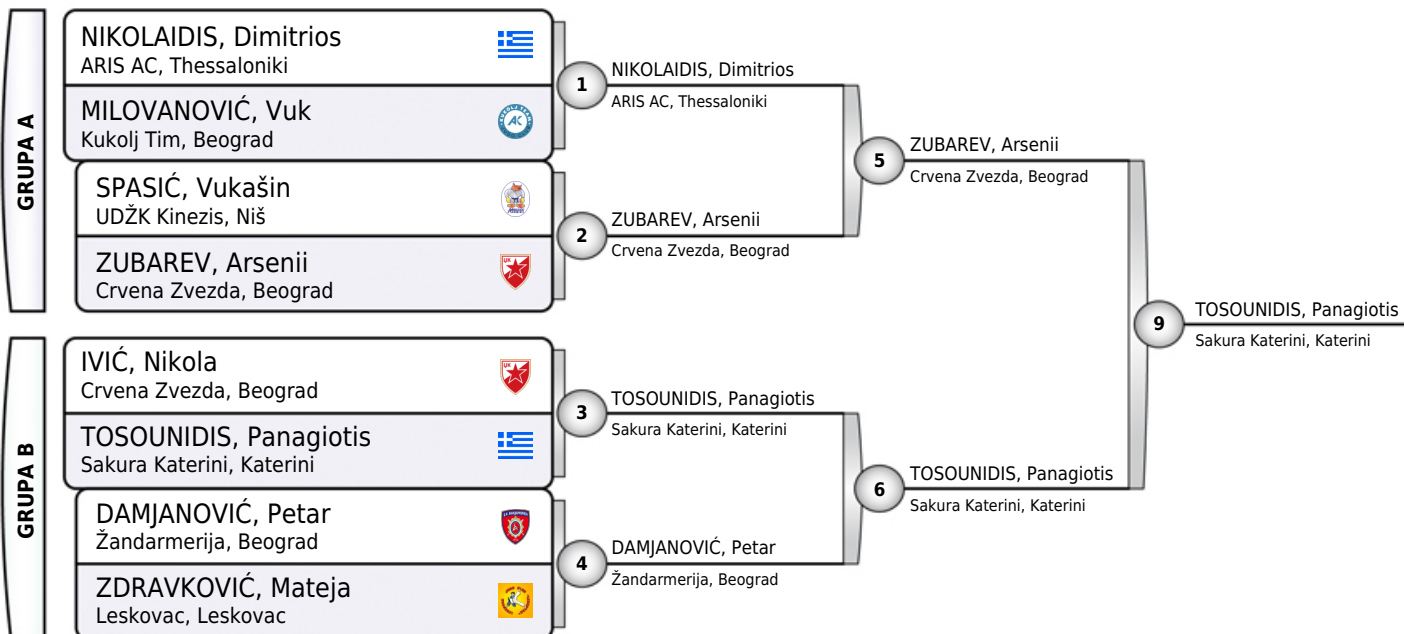 GRUPA A
NIKOLAIDIS, Dimitrios
ARIS AC, Thessaloniki
MILOVANOVIĆ, Vuk
Kukolj Tim, Beograd
SPASIĆ, Vukašin
UDŽK Kinezis, Niš
ZUBAREV, Arsenii
Crvena Zvezda, Beograd
1
NIKOLAIDIS, Dimitrios
ARIS AC, Thessaloniki
2
ZUBAREV, Arsenii
Crvena Zvezda, Beograd
5
ZUBAREV, Arsenii
Crvena Zvezda, Beograd
GRUPA B
IVIĆ, Nikola
Crvena Zvezda, Beograd
TOSOUNIDIS, Panagiotis
Sakura Katerini, Katerini
DAMJANOVIĆ, Petar
Žandarmerija, Beograd
ZDRAVKOVIĆ, Mateja
Leskovac, Leskovac
3
TOSOUNIDIS, Panagiotis
Sakura Katerini, Katerini
4
DAMJANOVIĆ, Petar
Žandarmerija, Beograd
6
TOSOUNIDIS, Panagiotis
Sakura Katerini, Katerini
9
TOSOUNIDIS, Panagiotis
Sakura Katerini, Katerini